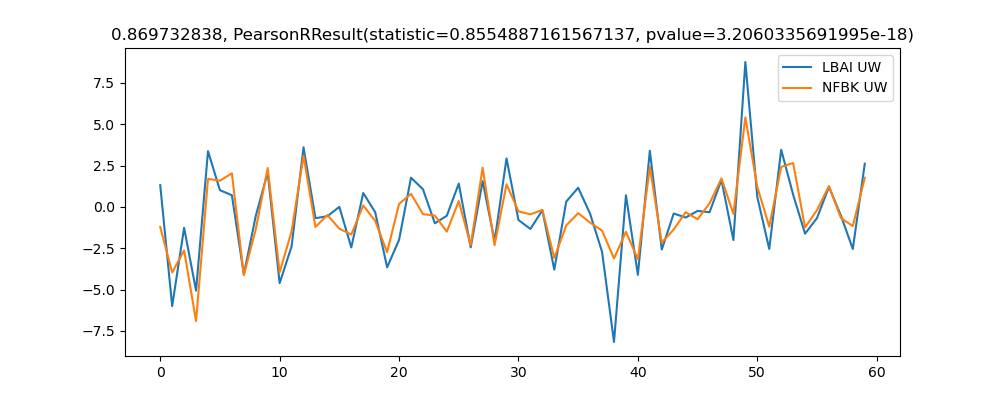 0.869732838, PearsonRResult(statistic=0.8554887161567137, pvalue=3.2060335691995e-18)
LBAI UW
NFBK UW
7.5
5.0
2.5
0.0
−2.5
−5.0
−7.5
0 10 20 30 40 50 60